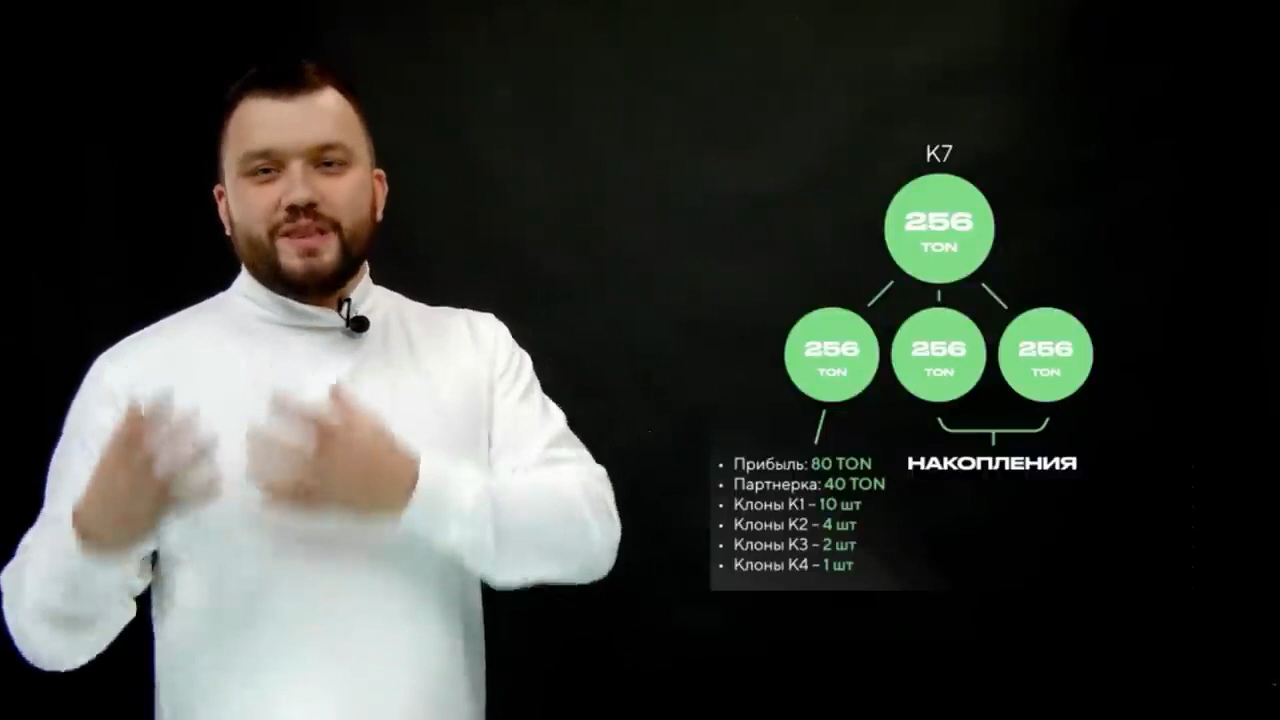 K7
256
TON
256
TON
256
TON
256
TON
НАКОПЛЕНИЯ
• Прибыль: 80 TON
• Партнерка: 40 TON
• Клоны К1 – 10 шт
• Клоны К2 – 4 шт
• Клоны К3 – 2 шт
• Клоны К4 – 1 шт